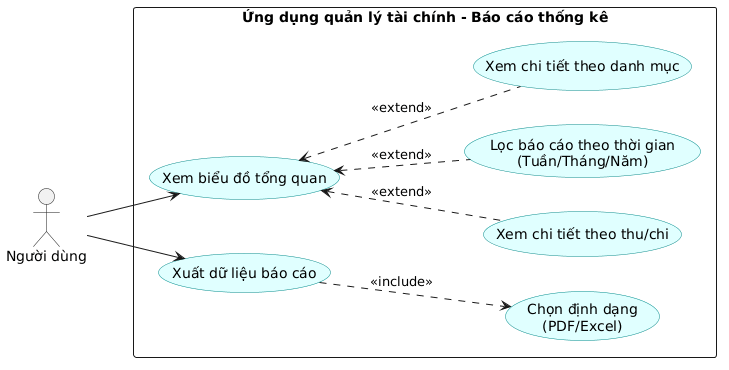 Ứng dụng quản lý tài chính - Báo cáo thống kê
Xem chi tiết theo danh mục
«extend»
Lọc báo cáo theo thời gian
(Tuần/Tháng/Năm)
«extend»
Xem biểu đồ tổng quan
«extend»
Xem chi tiết theo thu/chi
Người dùng
Xuất dữ liệu báo cáo
«include»
Chọn định dạng
(PDF/Excel)